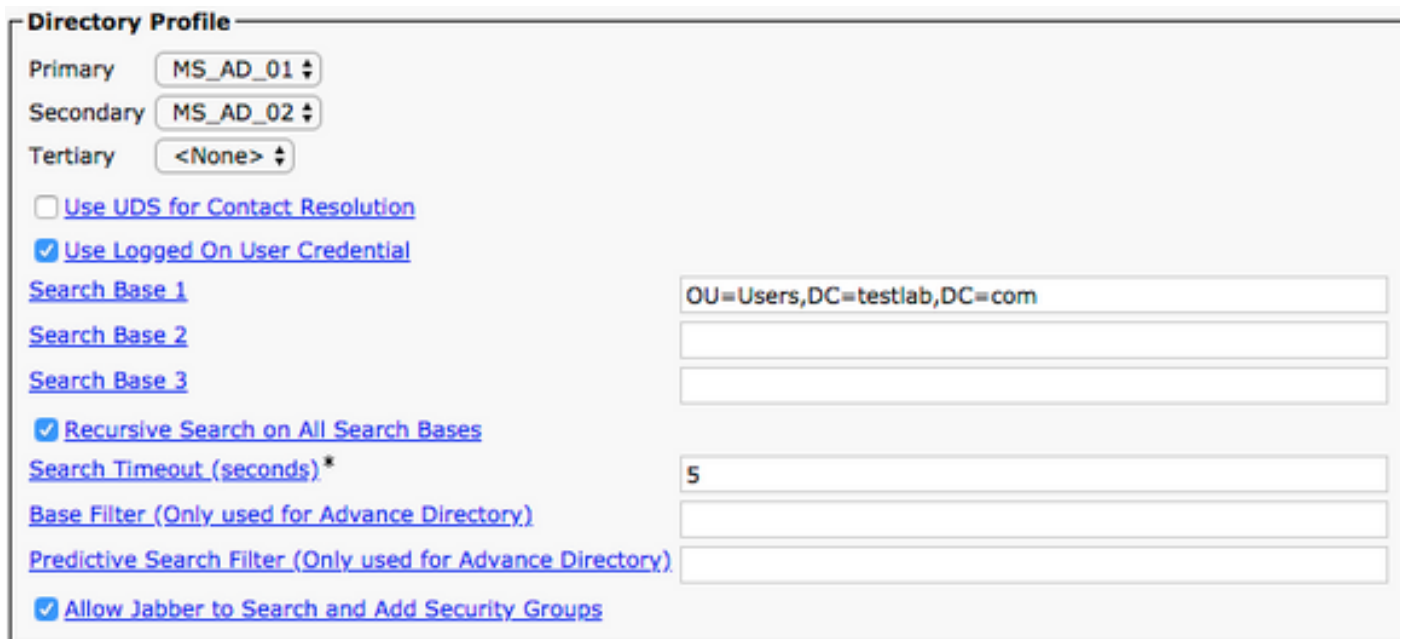 Directory Profile
Primary MS_AD_01
Secondary MS_AD_02
Tertiary <None>
Use UDS for Contact Resolution
Use Logged On User Credential
Search Base 1 OU=Users,DC=testlab,DC=com
Search Base 2
Search Base 3
Recursive Search on All Search Bases
Search Timeout (seconds)* 5
Base Filter (Only used for Advance Directory)
Predictive Search Filter (Only used for Advance Directory)
Allow Jabber to Search and Add Security Groups